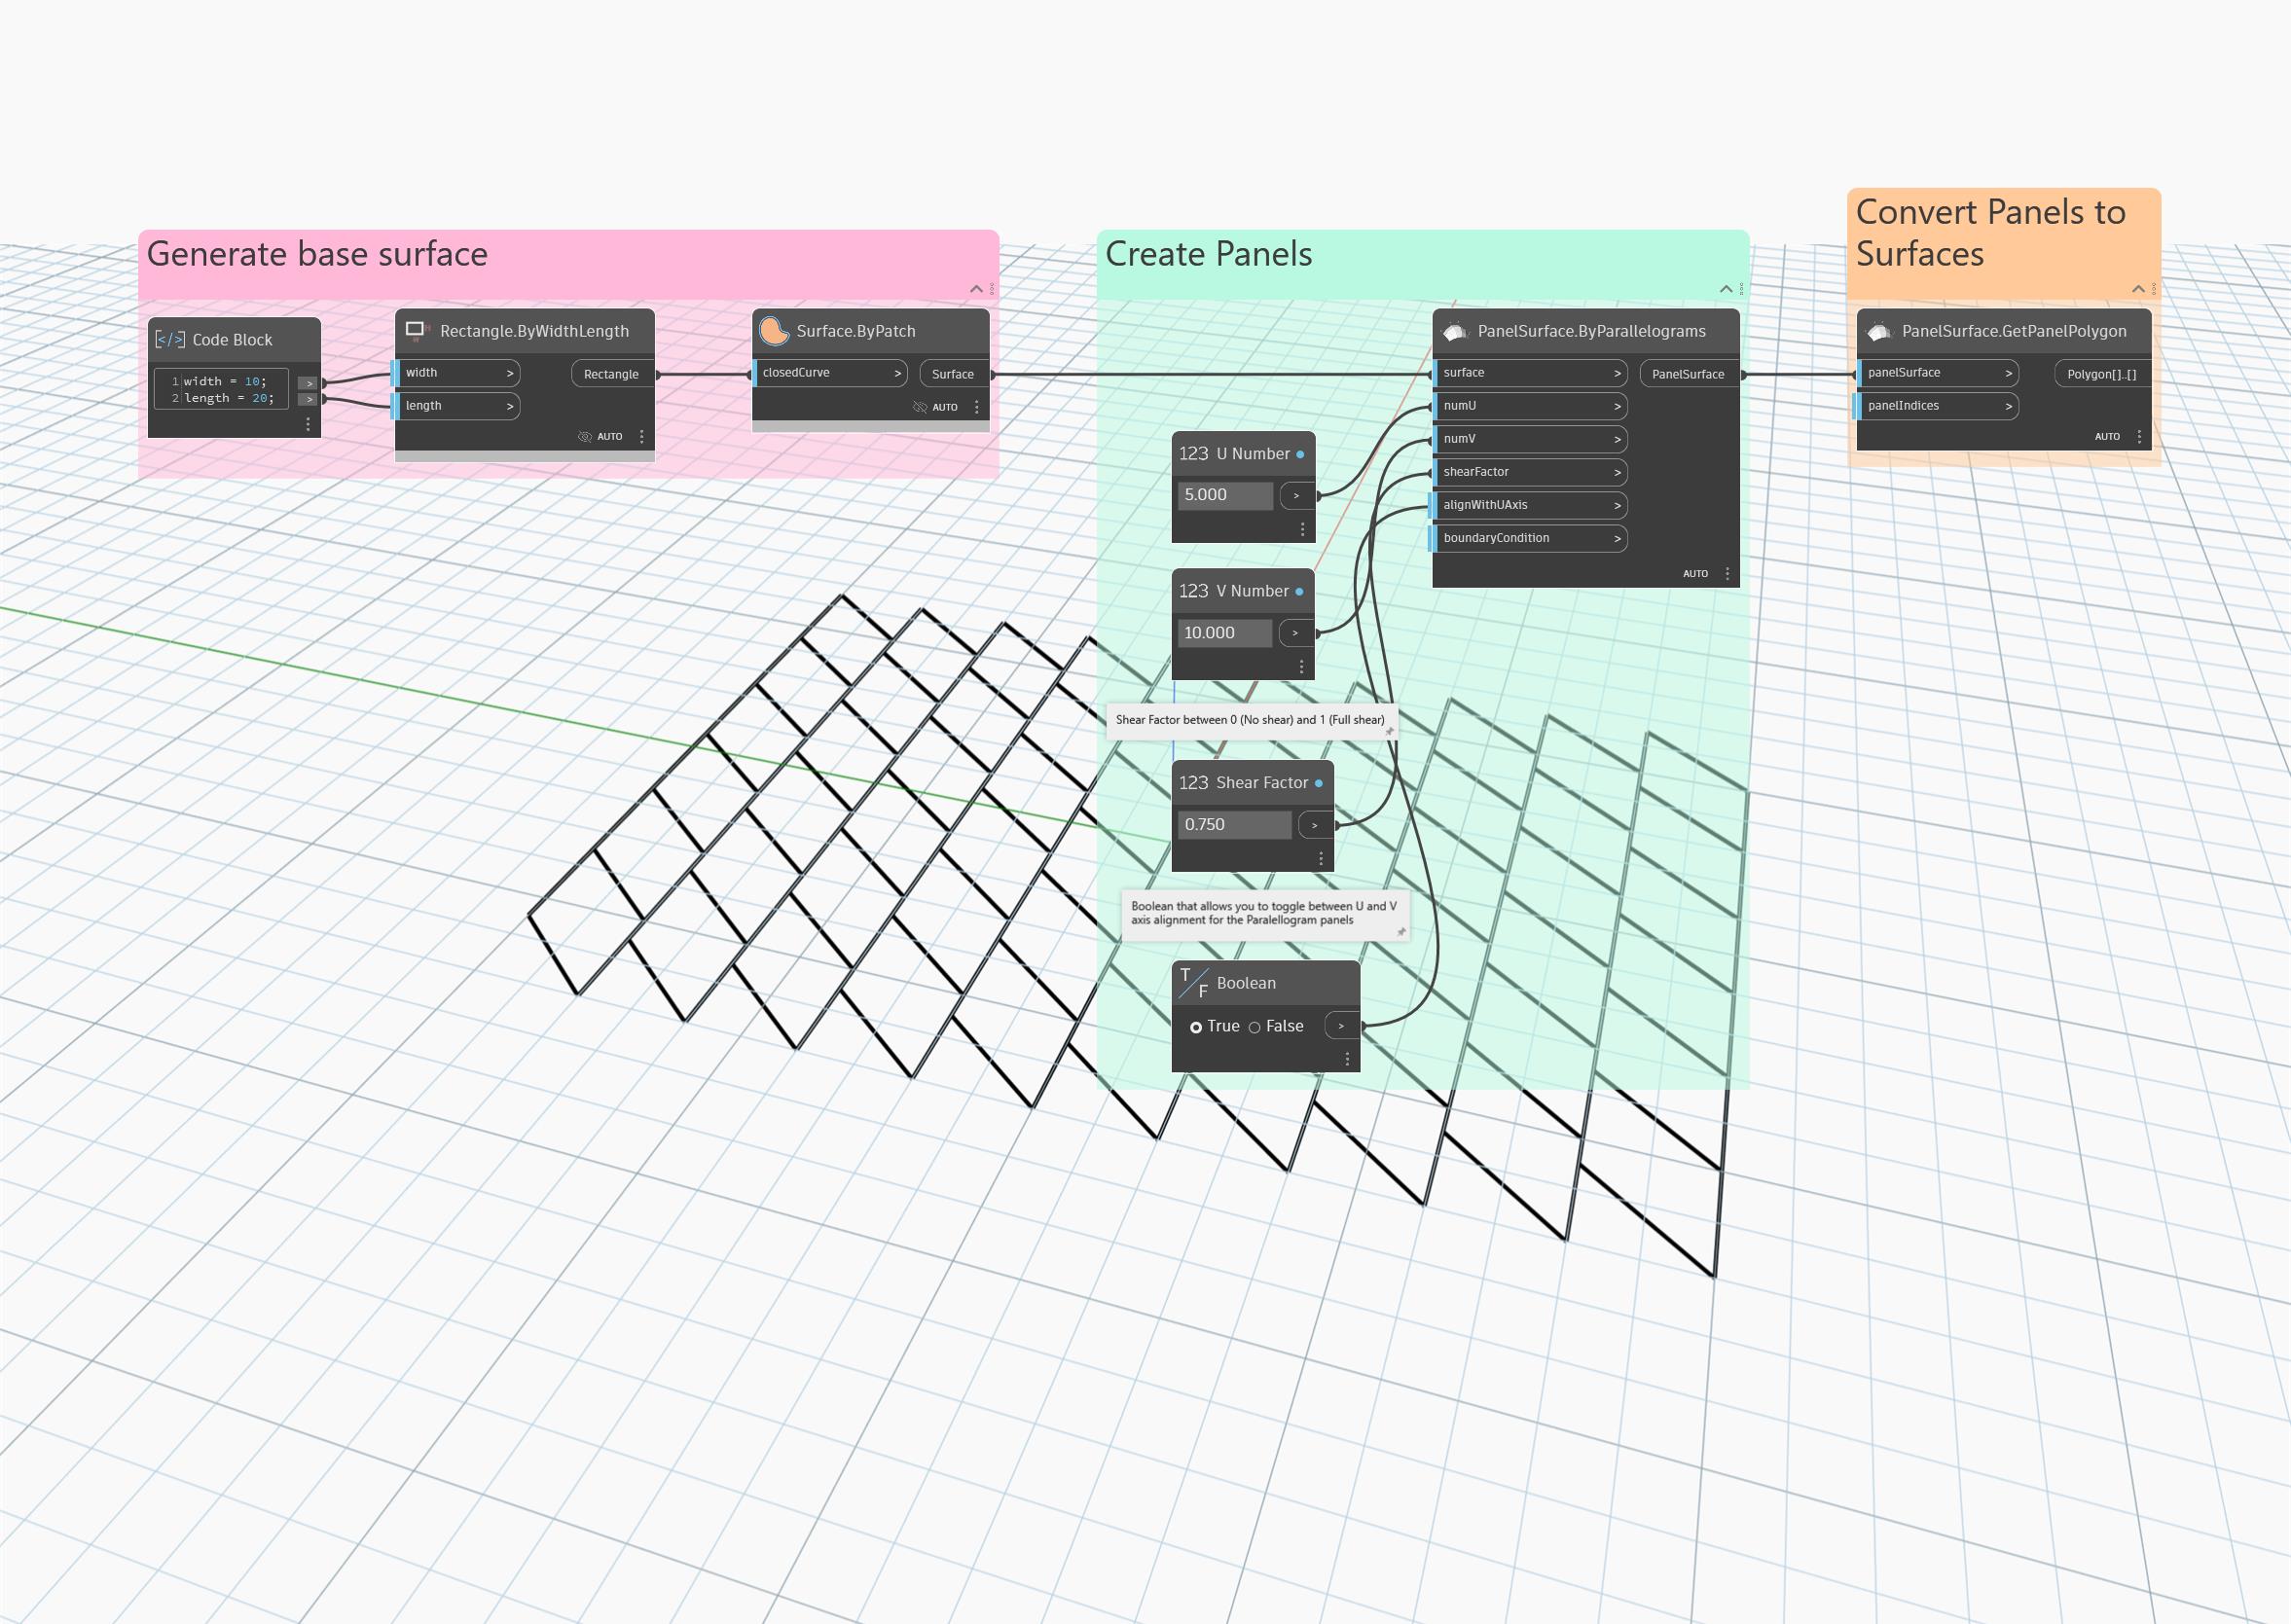 Generate base surface
Code Block
1 width = 10;
2 length = 20;
>
>
Rectangle.ByWidthLength
width >
length >
Rectangle
AUTO
Surface.ByPatch
closedCurve >
Surface
AUTO
Create Panels
123 U Number
5.000
>
123 V Number
10.000
>
Shear Factor between 0 (No shear) and 1 (Full shear)
123 Shear Factor
0.750
>
Boolean that allows you to toggle between U and V
axis alignment for the Paralellogram panels
T/F Boolean
True False
>
PanelSurface.ByParallelograms
surface >
numU >
numV >
shearFactor >
alignWithUAxis >
boundaryCondition >
PanelSurface
AUTO
Convert Panels to
Surfaces
PanelSurface.GetPanelPolygon
panelSurface >
panelIndices >
Polygon[]..[]
AUTO